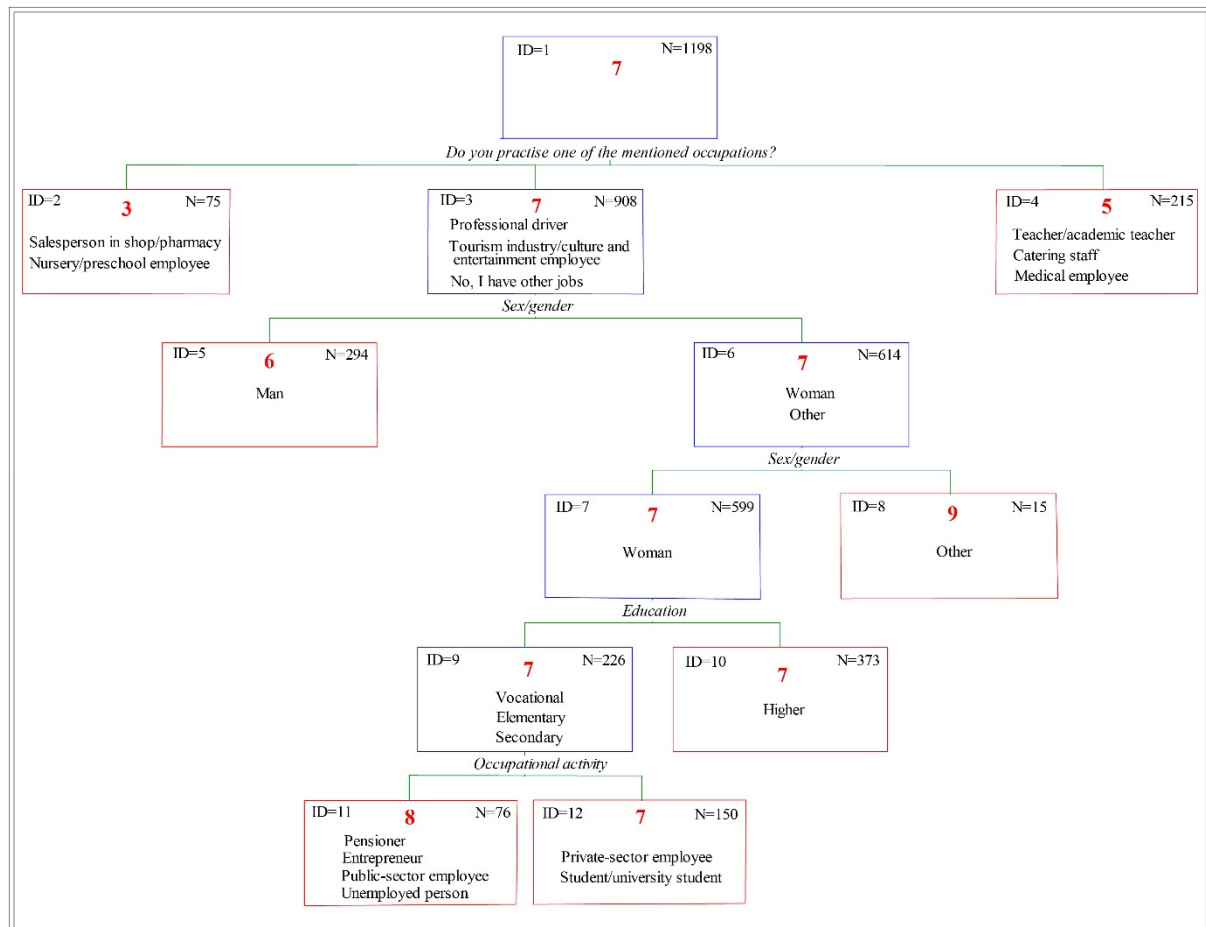 ID=1 N=1198
7
Do you practise one of the mentioned occupations?
ID=2 N=75
3
Salesperson in shop/pharmacy
Nursery/preschool employee
ID=3 N=908
7
Professional driver
Tourism industry/culture and
entertainment employee
No, I have other jobs
ID=4 N=215
5
Teacher/academic teacher
Catering staff
Medical employee
Sex/gender
ID=5 N=294
6
Man
ID=6 N=614
7
Woman
Other
Sex/gender
ID=7 N=599
7
Woman
ID=8 N=15
9
Other
Education
ID=9 N=226
7
Vocational
Elementary
Secondary
ID=10 N=373
7
Higher
Occupational activity
ID=11 N=76
8
Pensioner
Entrepreneur
Public-sector employee
Unemployed person
ID=12 N=150
7
Private-sector employee
Student/university student